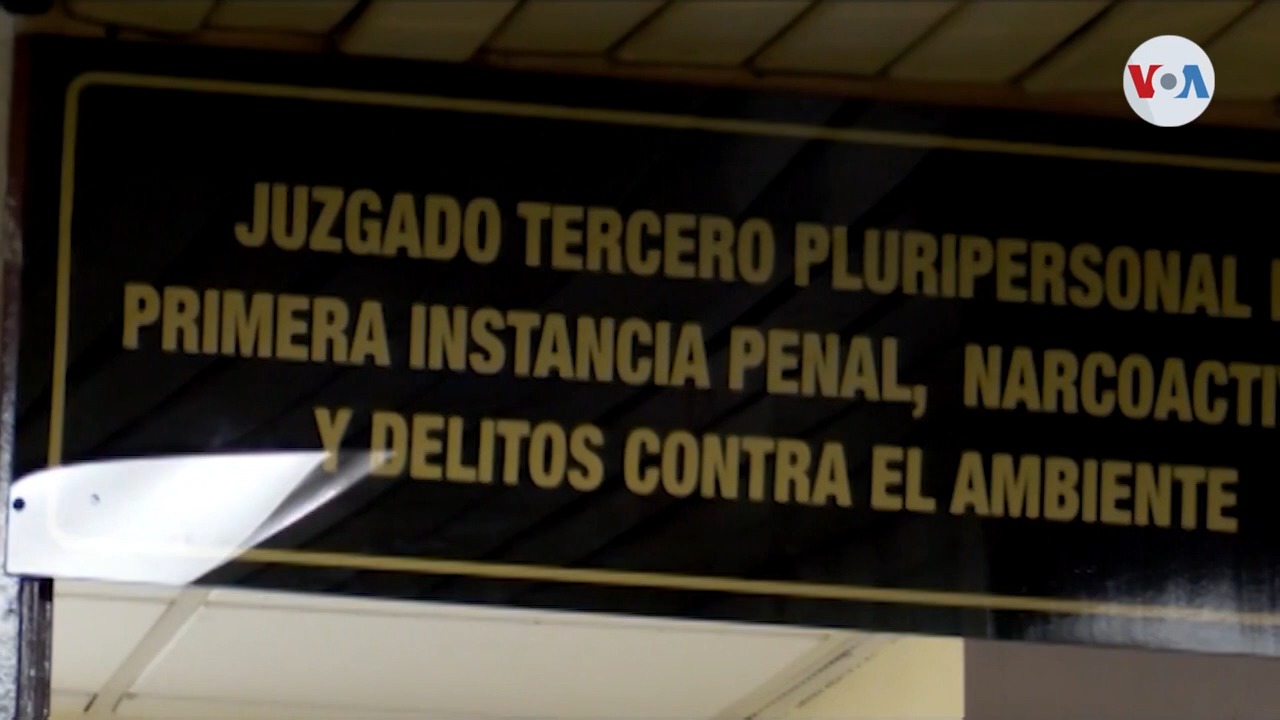 VOA
JUZGADO TERCERO PLURIPERSONAL
PRIMERA INSTANCIA PENAL, NARCOACTI
Y DELITOS CONTRA EL AMBIENTE